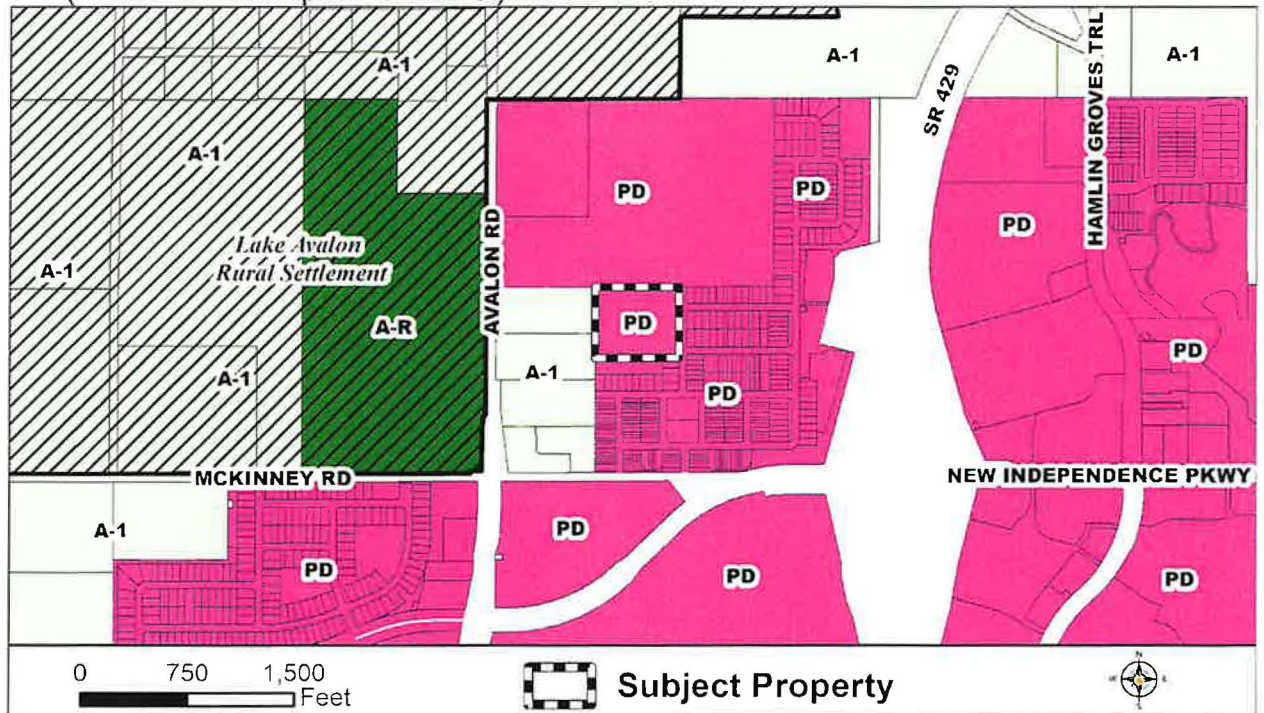 A-1
A-1
A-1
SR 429
HAMLIN GROVES TRL
A-1
PD
PD
PD
Lake Avalon
Rural Settlement
A-1
A-R
AVALON RD
PD
A-1
A-1
PD
PD
MCKINNEY RD
NEW INDEPENDENCE PKWY
A-1
PD
PD
PD
PD
0 750 1,500
Feet
Subject Property
N
W E
S